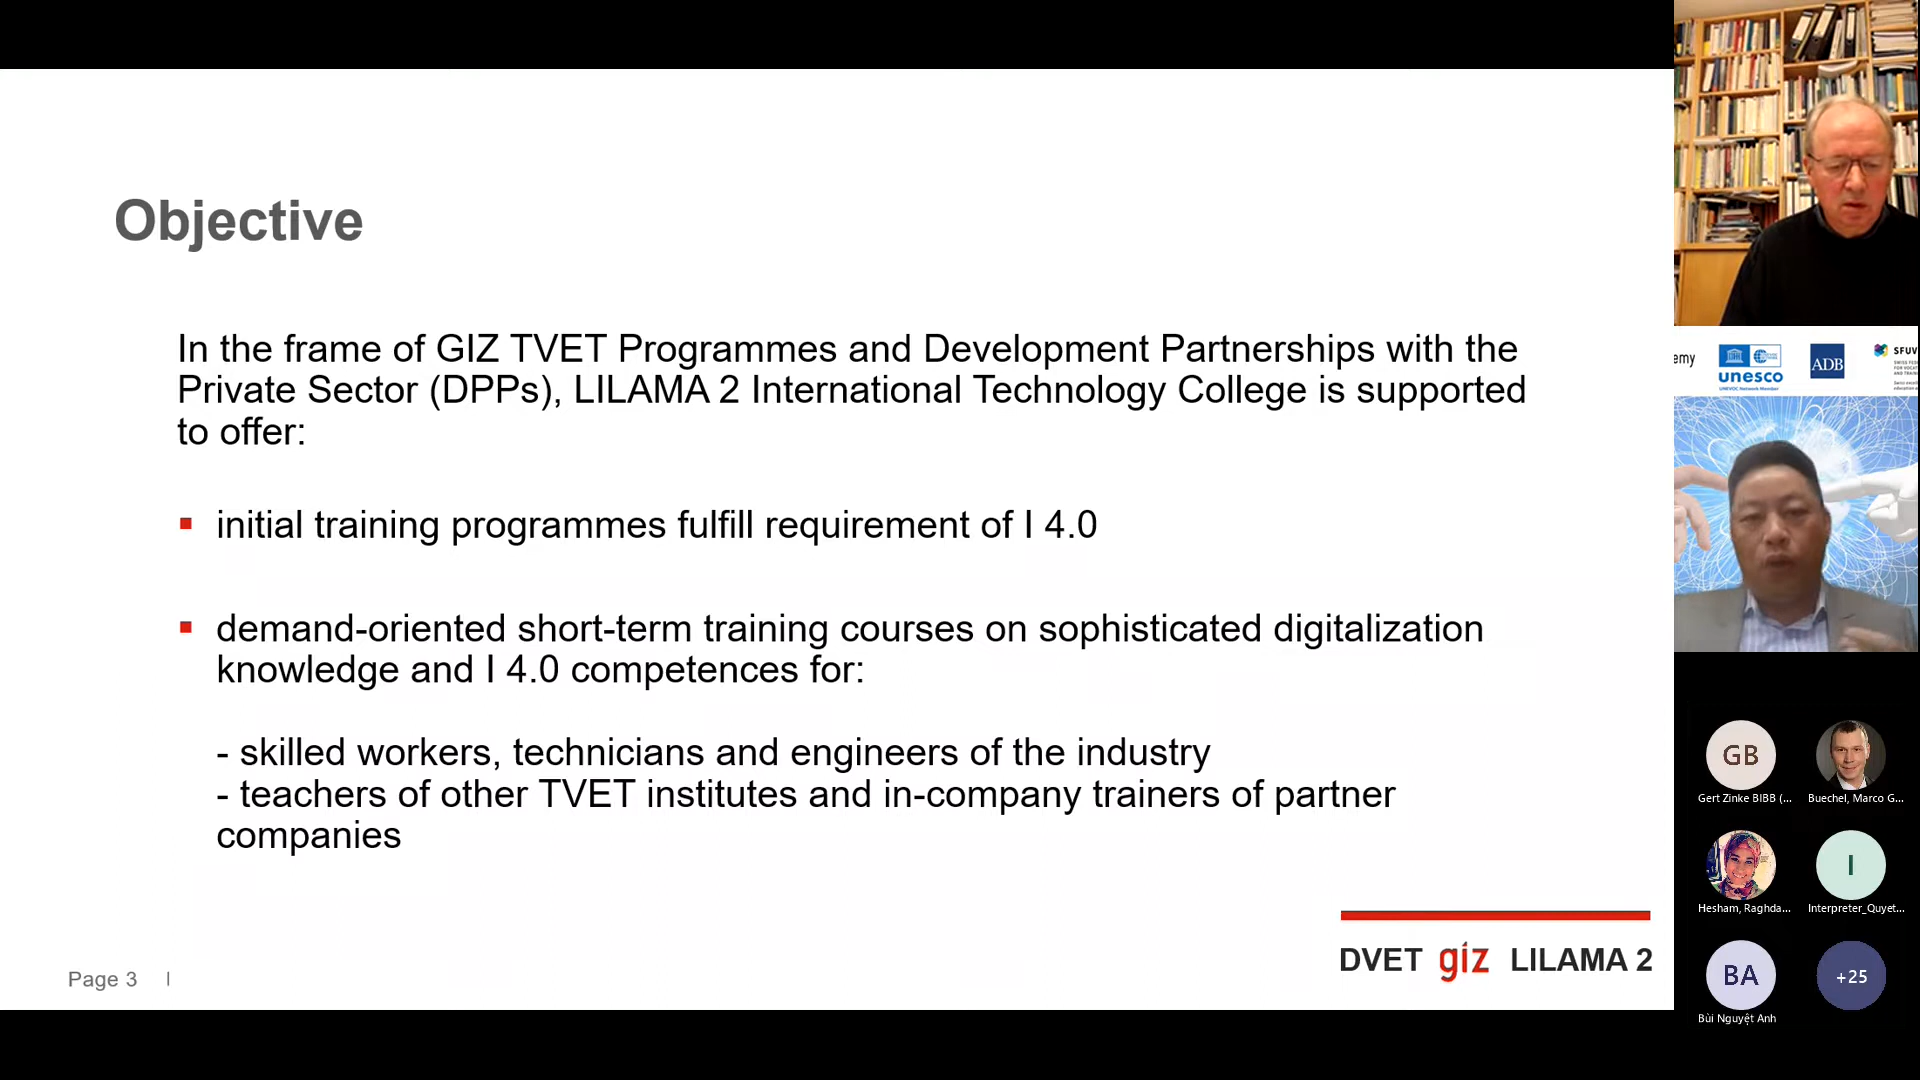 Objective
In the frame of GIZ TVET Programmes and Development Partnerships with the
Private Sector (DPPs), LILAMA 2 International Technology College is supported
to offer:
initial training programmes fulfill requirement of I 4.0
demand-oriented short-term training courses on sophisticated digitalization
knowledge and I 4.0 competences for:
- skilled workers, technicians and engineers of the industry
- teachers of other TVET institutes and in-company trainers of partner
companies
DVET giz LILAMA 2
Page 3 |
emy
unesco
ADB
SFUV
GB
Gert Zinke BIBB (...
Buechel, Marco G...
Hesham, Raghda...
I
Interpreter_Quyet...
BA
Bùi Nguyệt Anh
+25